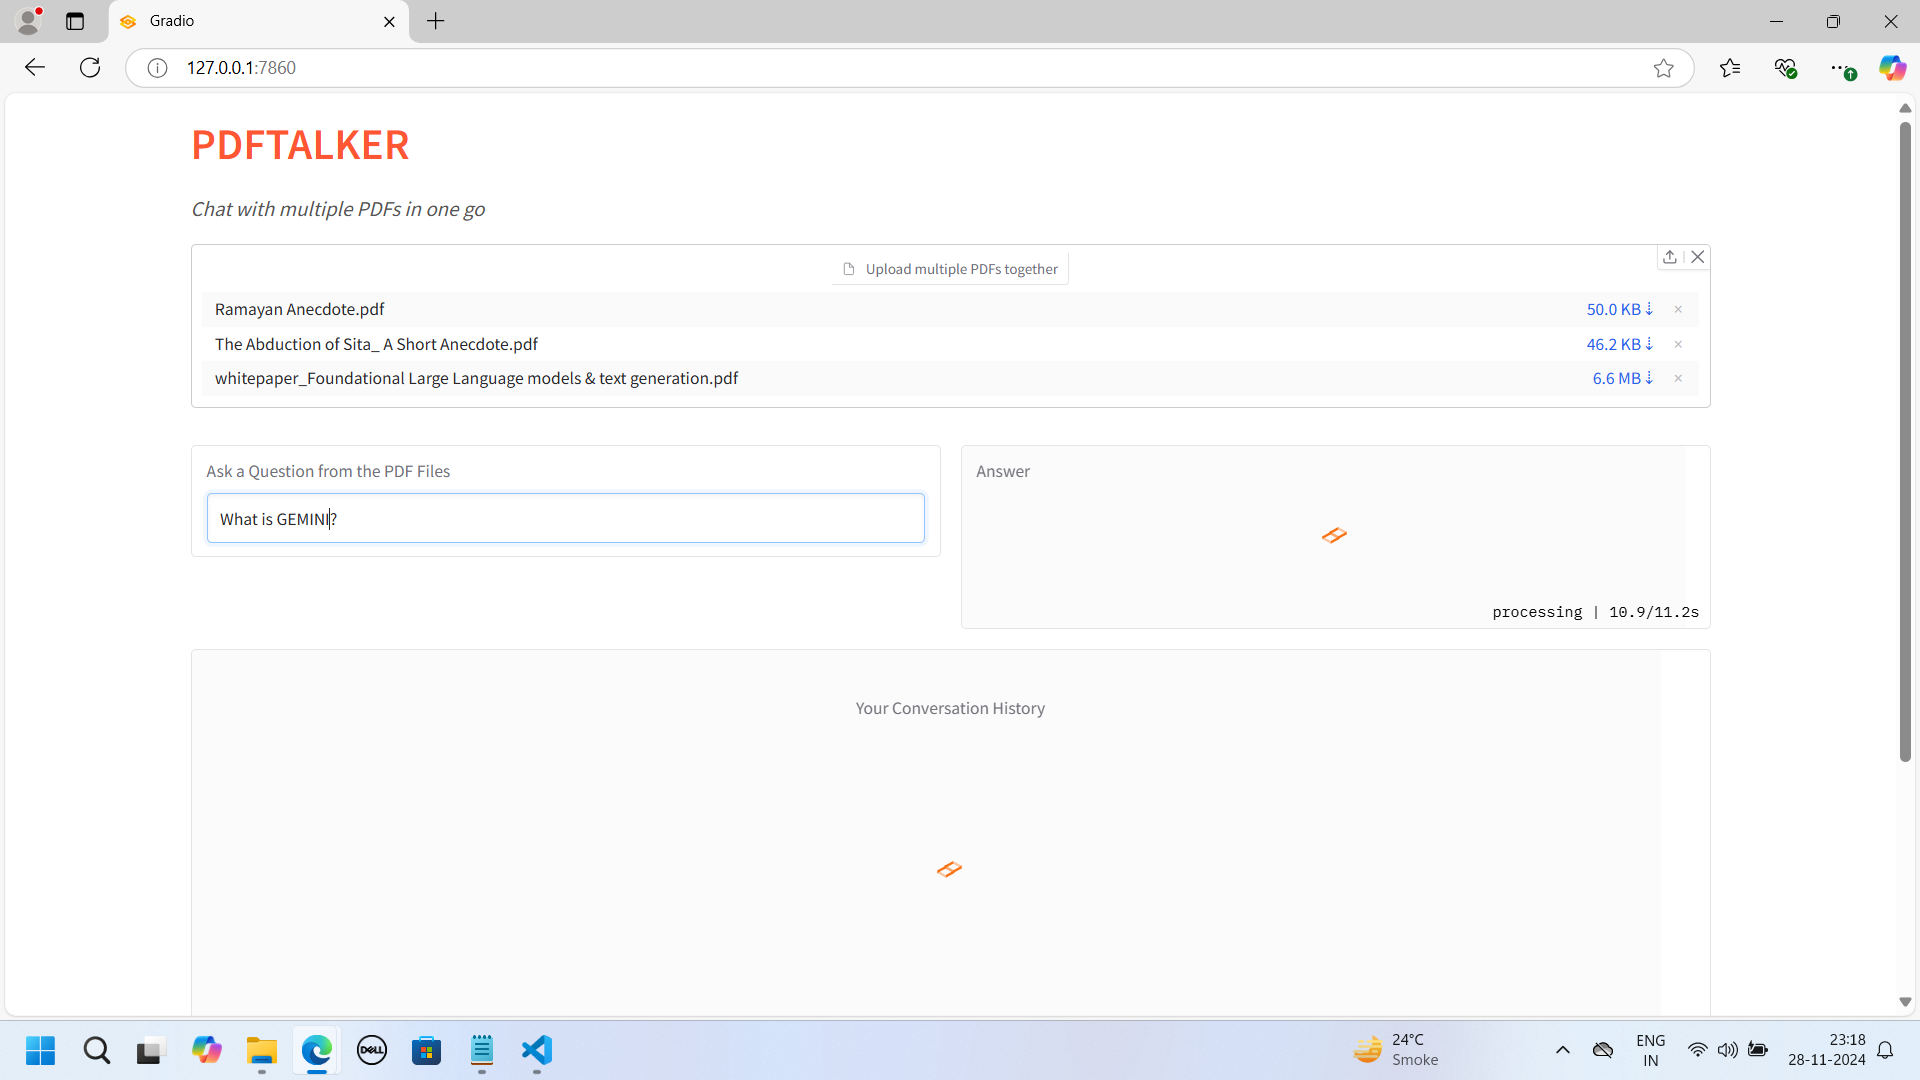 Gradio
127.0.0.1:7860
PDFTALKER
Chat with multiple PDFs in one go
Upload multiple PDFs together
Ramayan Anecdote.pdf 50.0 KB ⇣ ×
The Abduction of Sita_ A Short Anecdote.pdf 46.2 KB ⇣ ×
whitepaper_Foundational Large Language models & text generation.pdf 6.6 MB ⇣ ×
Ask a Question from the PDF Files
What is GEMINI?
Answer
processing | 10.9/11.2s
Your Conversation History
DELL
24°C
Smoke
ENG
IN
23:18
28-11-2024